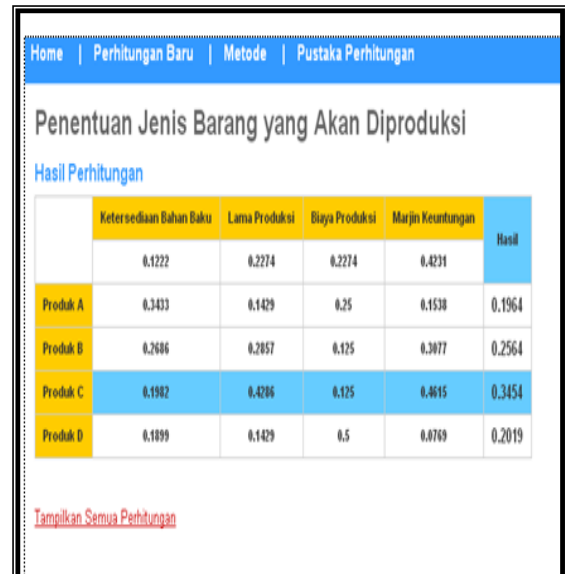 Home | Perhitungan Baru | Metode | Pustaka Perhitungan
Penentuan Jenis Barang yang Akan Diproduksi
Hasil Perhitungan
Ketersediaan Bahan Baku Lama Produksi Biaya Produksi Marjin Keuntungan Hasil
0.1222 0.2274 0.2274 0.4231
Produk A 0.3433 0.1429 0.25 0.1538 0.1964
Produk B 0.2686 0.2857 0.125 0.3077 0.2564
Produk C 0.1982 0.4286 0.125 0.4615 0.3454
Produk D 0.1899 0.1429 0.5 0.0769 0.2019
Tampilkan Semua Perhitungan